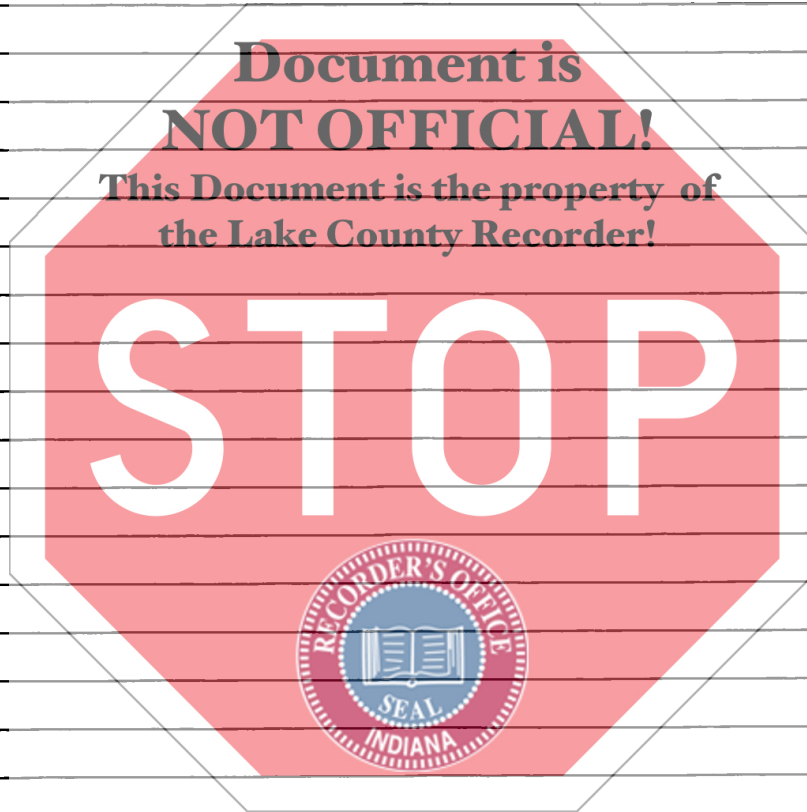 Document is
NOT OFFICIAL!
This Document is the property of
the Lake County Recorder!
STOP
RECORDER'S OFFICE
SEAL
INDIANA